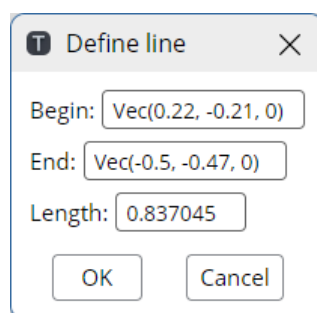 T Define line
Begin: Vec(0.22, -0.21, 0)
End: Vec(-0.5, -0.47, 0)
Length: 0.837045
OK Cancel